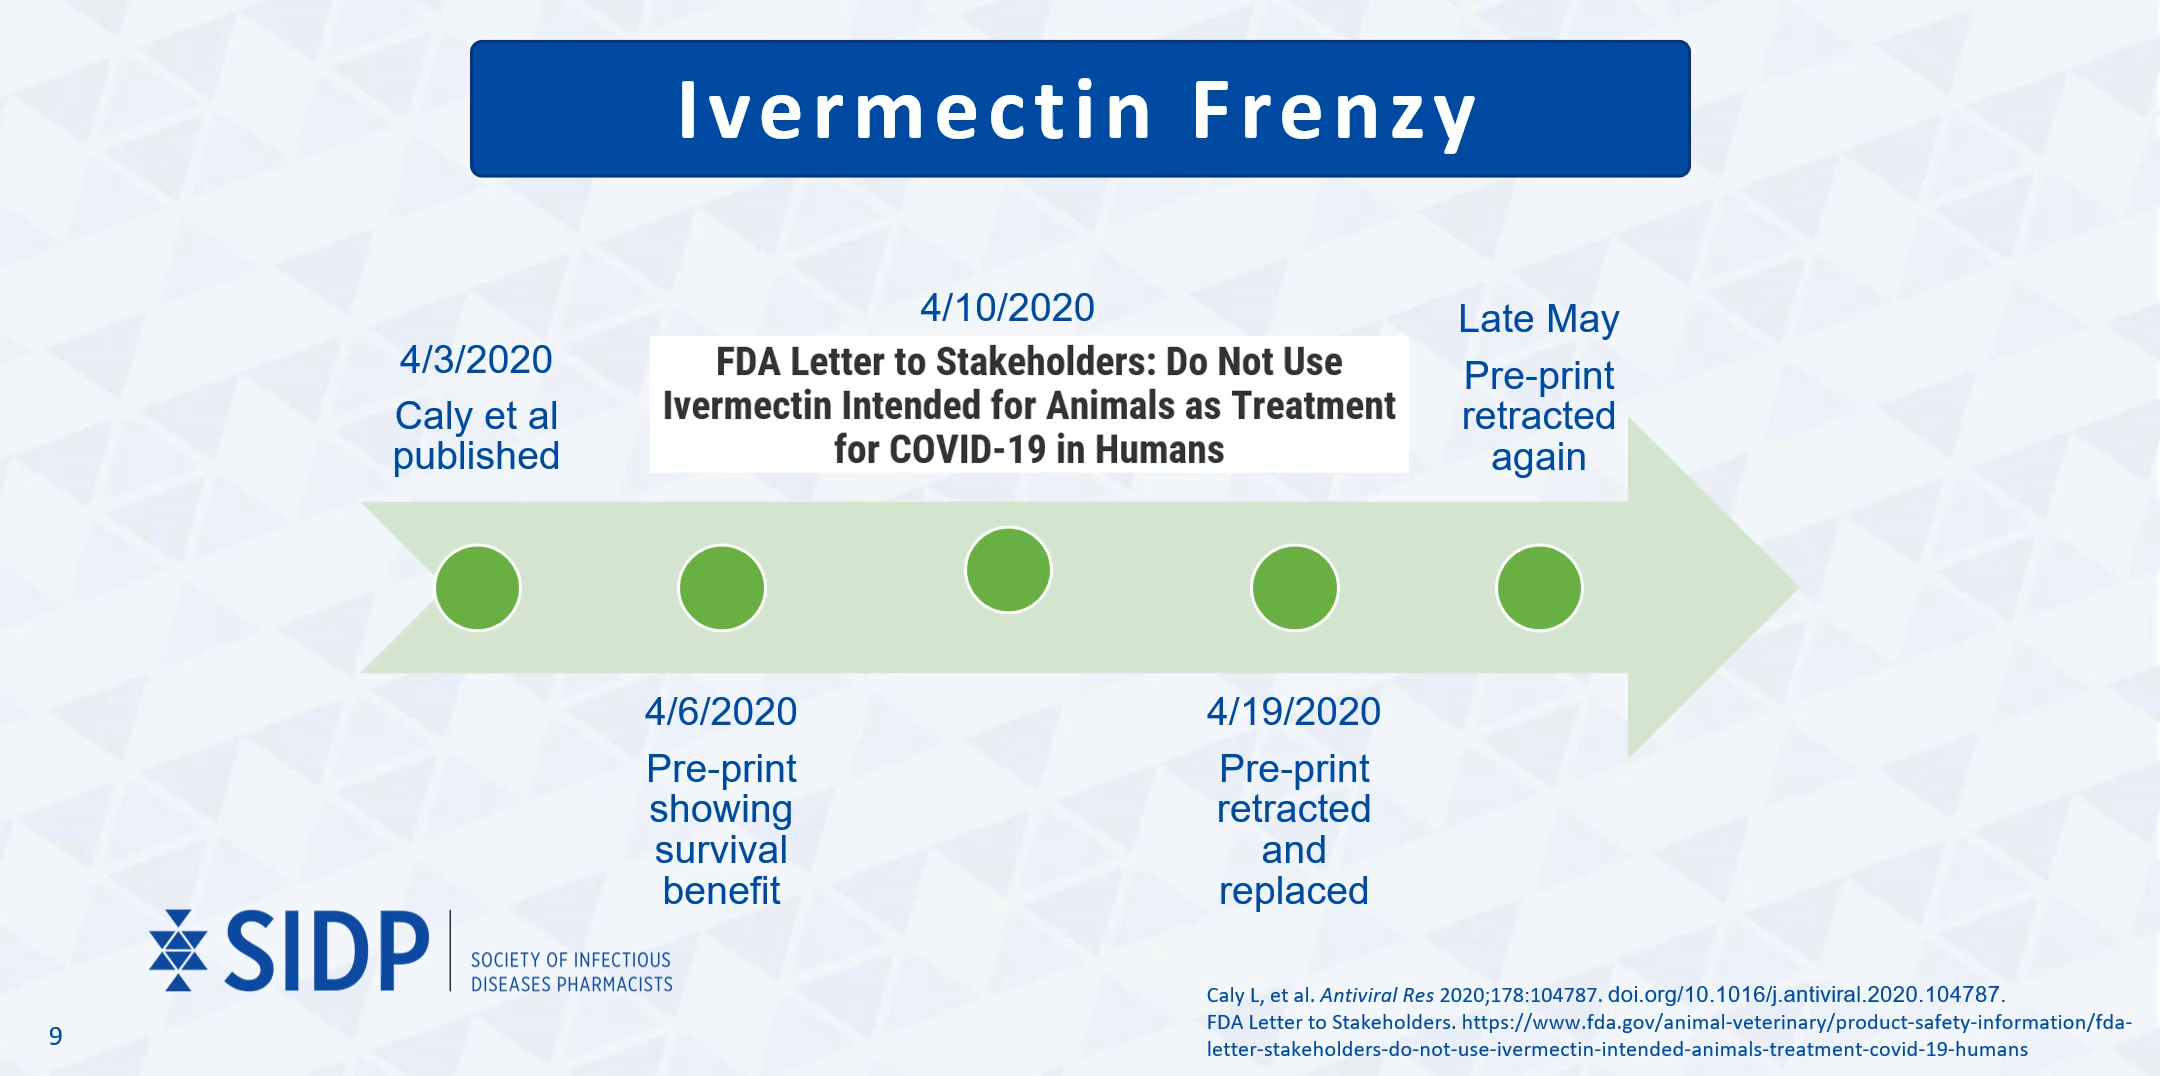 Ivermectin Frenzy
4/3/2020
Caly et al
published
4/6/2020
Pre-print
showing
survival
benefit
4/10/2020
FDA Letter to Stakeholders: Do Not Use
Ivermectin Intended for Animals as Treatment
for COVID-19 in Humans
4/19/2020
Pre-print
retracted
and
replaced
Late May
Pre-print
retracted
again
SIDP
SOCIETY OF INFECTIOUS
DISEASES PHARMACISTS
Caly L, et al. Antiviral Res 2020;178:104787. doi.org/10.1016/j.antiviral.2020.104787.
FDA Letter to Stakeholders. https://www.fda.gov/animal-veterinary/product-safety-information/fda-
letter-stakeholders-do-not-use-ivermectin-intended-animals-treatment-covid-19-humans
9